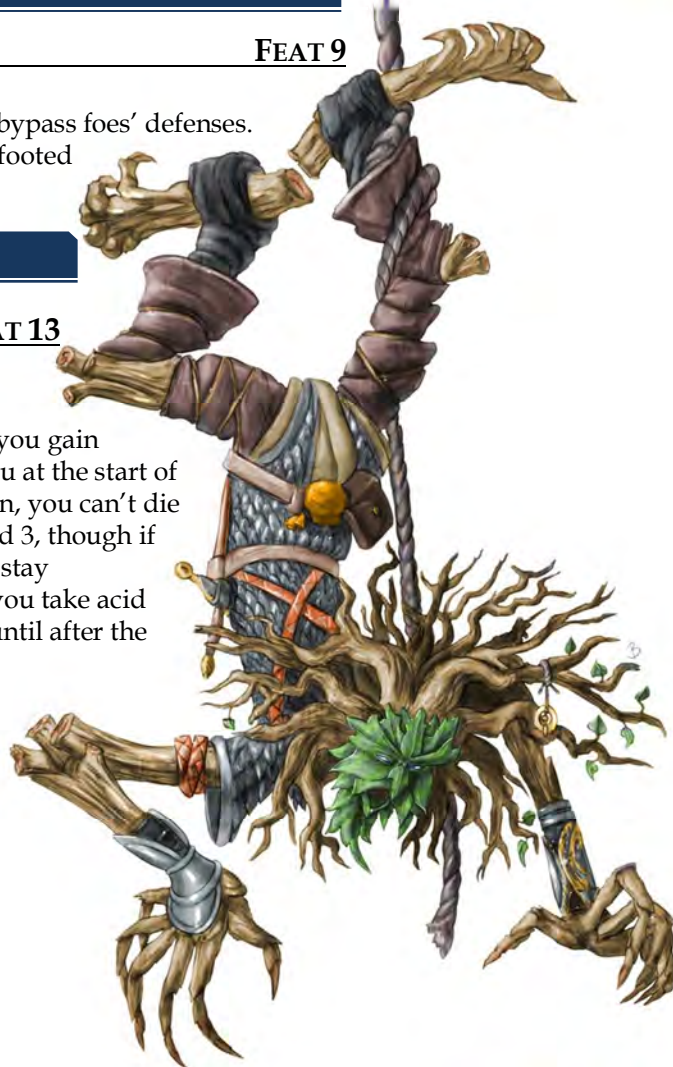 FEAT 9
bypass foes’ defenses.
footed
AT 13
you gain
u at the start of
n, you can’t die
d 3, though if
stay
you take acid
until after the